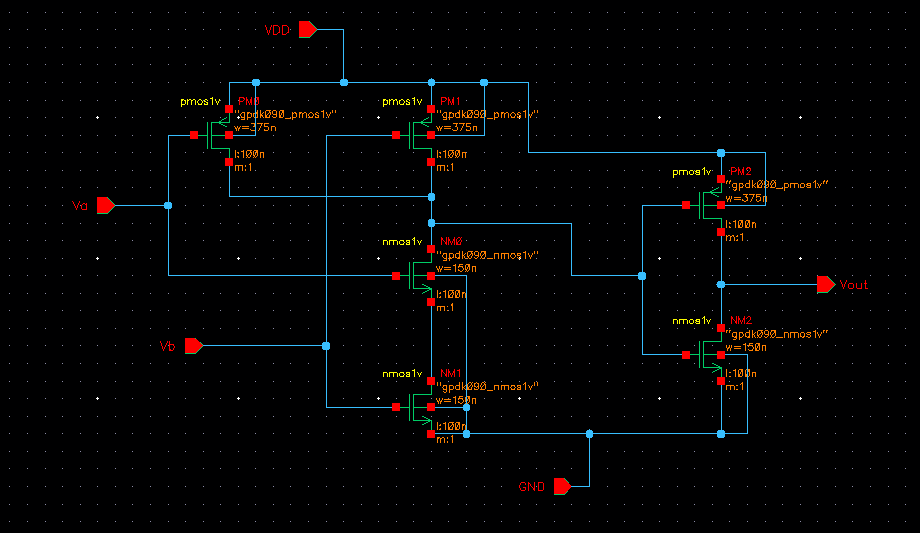 VDD
pmos1v PM0
"gpdk090_pmos1v"
w=375n
l:100n
m:1
pmos1v PM1
"gpdk090_pmos1v"
w=375n
l:100n
m:1
pmos1v PM2
"gpdk090_pmos1v"
w=375n
l:100n
m:1
Va
nmos1v NM0
"gpdk090_nmos1v"
w=150n
l:100n
m:1
Vout
nmos1v NM2
"gpdk090_nmos1v"
w=150n
l:100n
m:1
Vb
nmos1v NM1
"gpdk090_nmos1v"
w=150n
l:100n
m:1
GND